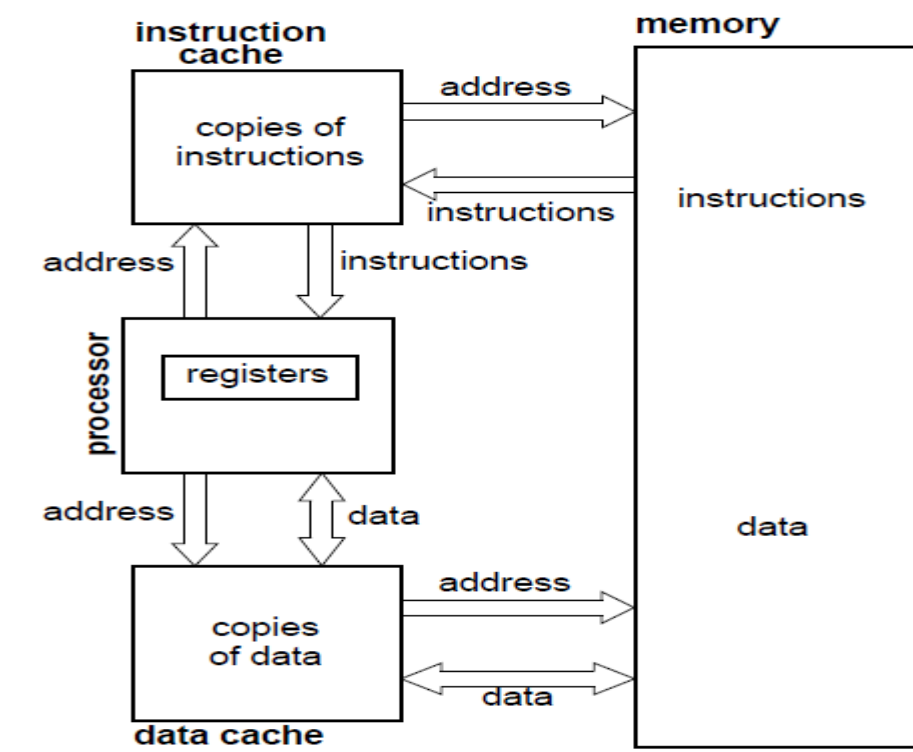 instruction
cache
memory
address
copies of
instructions
instructions
instructions
address
instructions
processor
registers
address
data
data
address
copies
of data
data
data cache